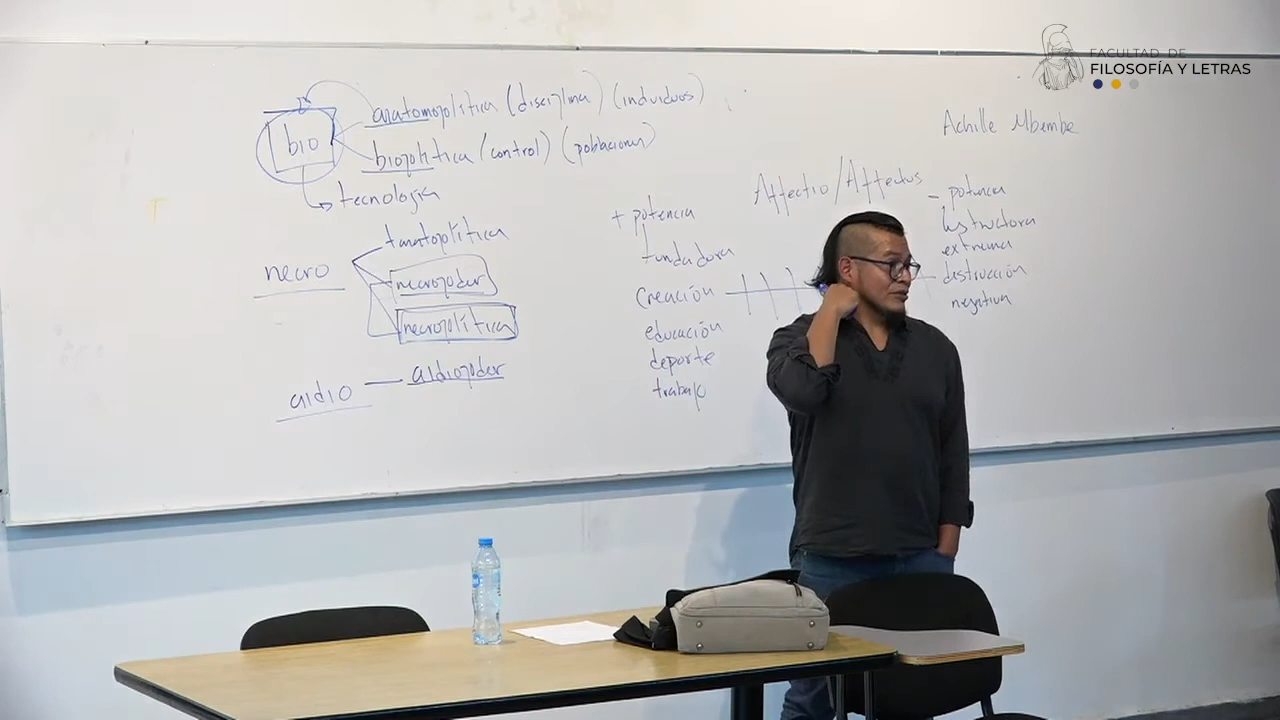 FACULTAD DE
FILOSOFÍA Y LETRAS
anatomopolítica (disciplina) (individuos)
bio
biopolítica (control) (poblaciones)
tecnología
necro
tanatopolítica
necropoder
necropolítica
aidio — aidiopoder
Achille Mbembe
Affectio/Affectus
+ potencia
fundadora
creación
educación
deporte
trabajo
- potencia
destructora
extrema
destrucción
negativa